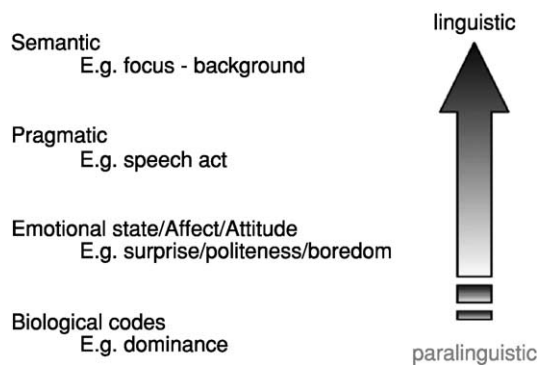 linguistic
Semantic
E.g. focus - background
Pragmatic
E.g. speech act
Emotional state/Affect/Attitude
E.g. surprise/politeness/boredom
Biological codes
E.g. dominance
paralinguistic